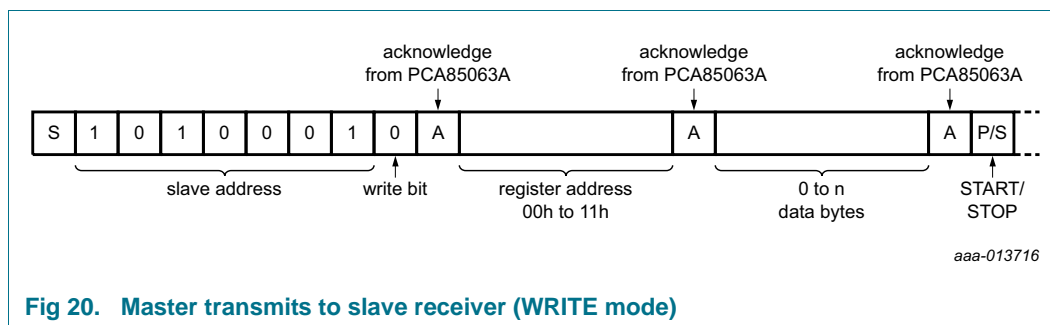 acknowledge acknowledge acknowledge
from PCA85063A from PCA85063A from PCA85063A
S 1 0 1 0 0 0 1 0 A A A P/S
slave address write bit register address 0 to n START/
00h to 11h data bytes STOP
aaa-013716
Fig 20. Master transmits to slave receiver (WRITE mode)